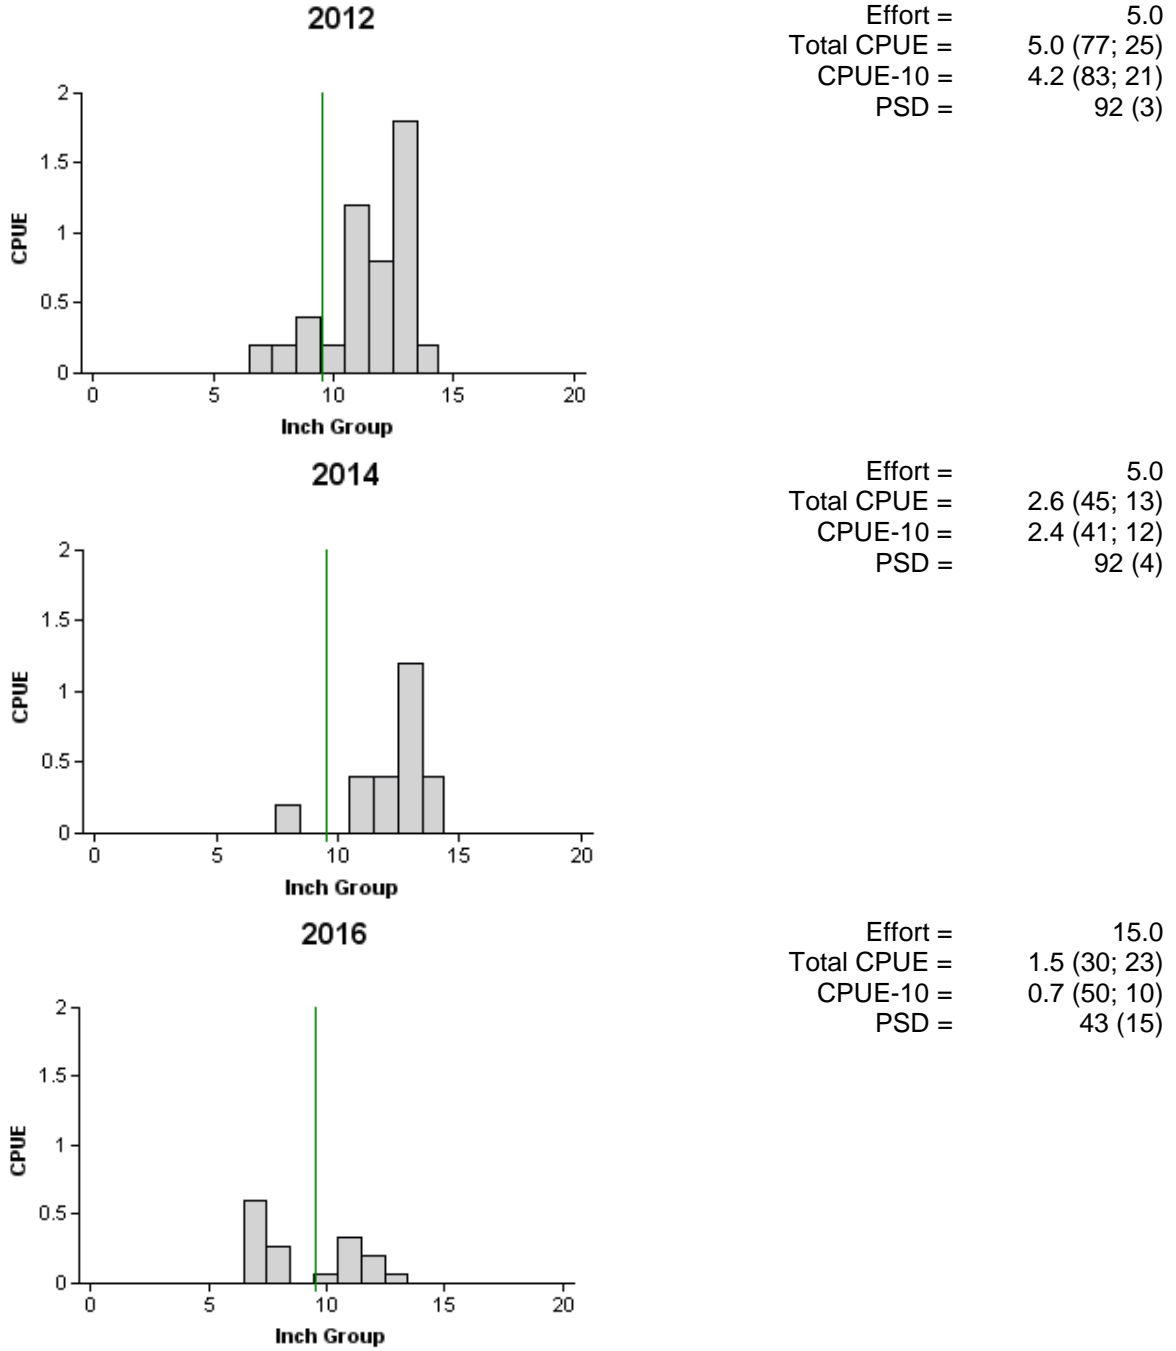 2012
Effort = 5.0
Total CPUE = 5.0 (77; 25)
CPUE-10 = 4.2 (83; 21)
PSD = 92 (3)
2
1.5
1
0.5
0
CPUE
0 5 10 15 20
Inch Group
2014
Effort = 5.0
Total CPUE = 2.6 (45; 13)
CPUE-10 = 2.4 (41; 12)
PSD = 92 (4)
2
1.5
1
0.5
0
CPUE
0 5 10 15 20
Inch Group
2016
Effort = 15.0
Total CPUE = 1.5 (30; 23)
CPUE-10 = 0.7 (50; 10)
PSD = 43 (15)
2
1.5
1
0.5
0
CPUE
0 5 10 15 20
Inch Group